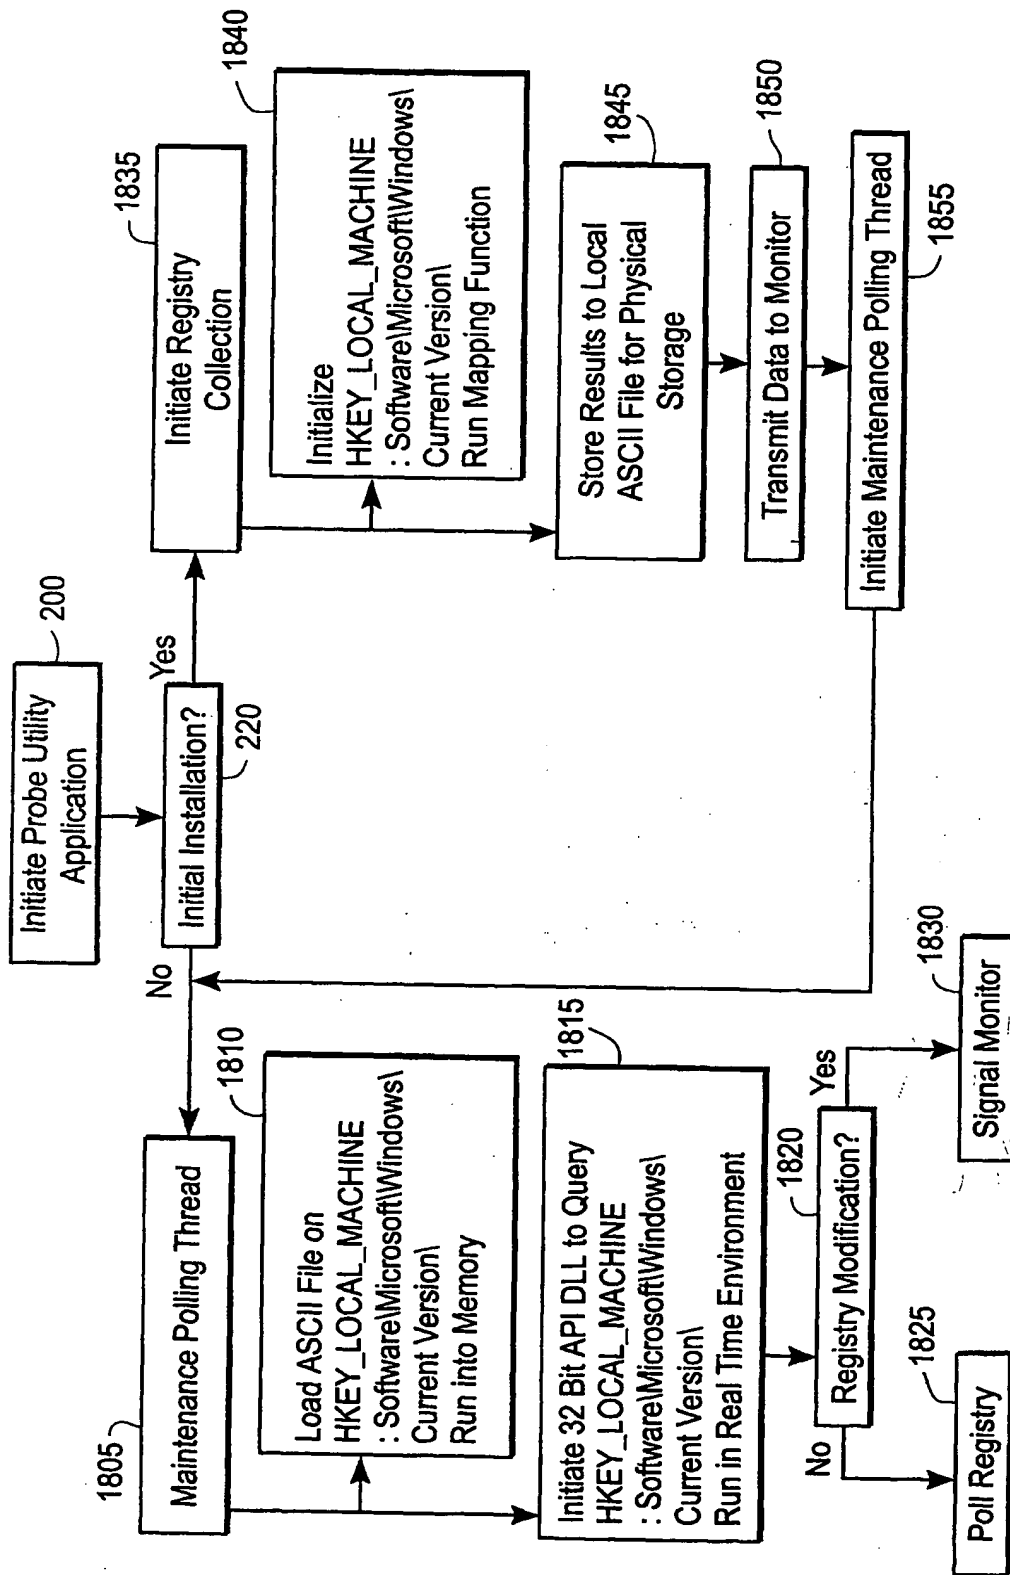 Initiate Probe Utility
Application
200
Initial Installation?
220
No
Yes
Maintenance Polling Thread
1805
Load ASCII File on
HKEY_LOCAL_MACHINE
: Software\Microsoft\Windows\
Current Version\
Run into Memory
1810
Initiate 32 Bit API DLL to Query
HKEY_LOCAL_MACHINE
: Software\Microsoft\Windows\
Current Version\
Run in Real Time Environment
1815
Registry Modification?
1820
No
Yes
Poll Registry
1825
Signal Monitor
1830
Initiate Registry
Collection
1835
Initialize
HKEY_LOCAL_MACHINE
: Software\Microsoft\Windows\
Current Version\
Run Mapping Function
1840
Store Results to Local
ASCII File for Physical
Storage
1845
Transmit Data to Monitor
1850
Initiate Maintenance Polling Thread
1855